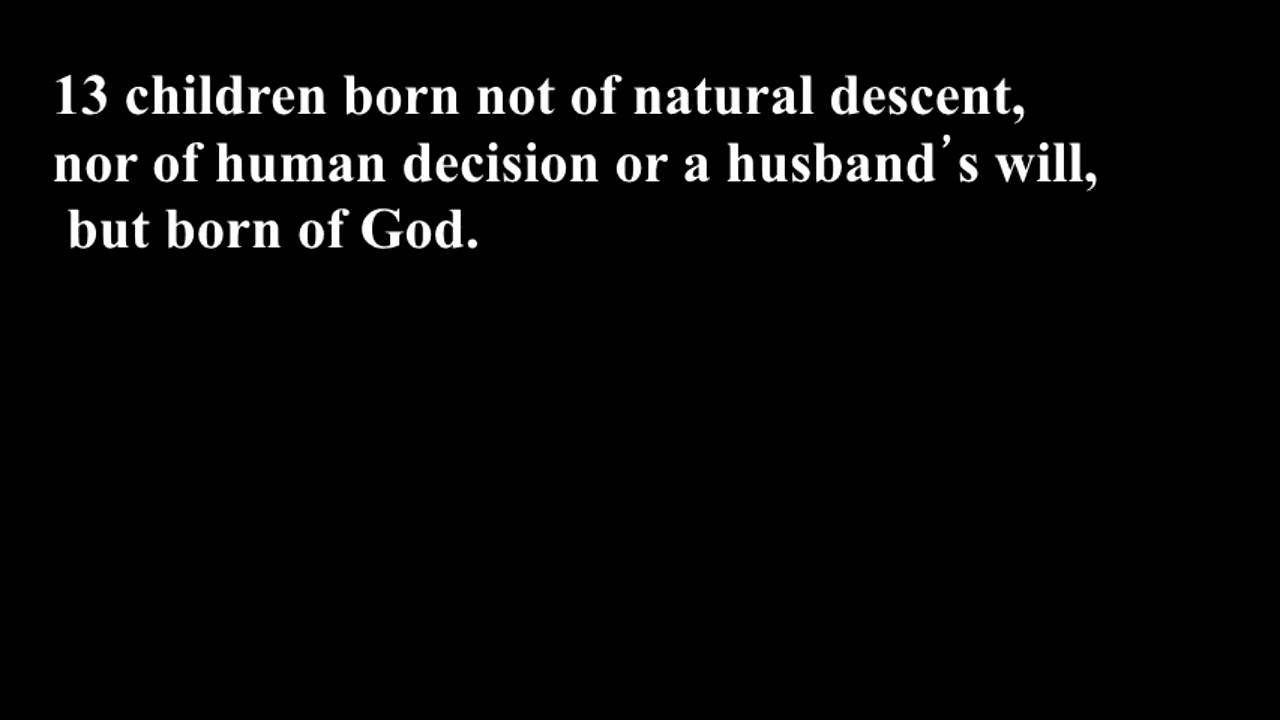 13 children born not of natural descent,
nor of human decision or a husband’s will,
but born of God.